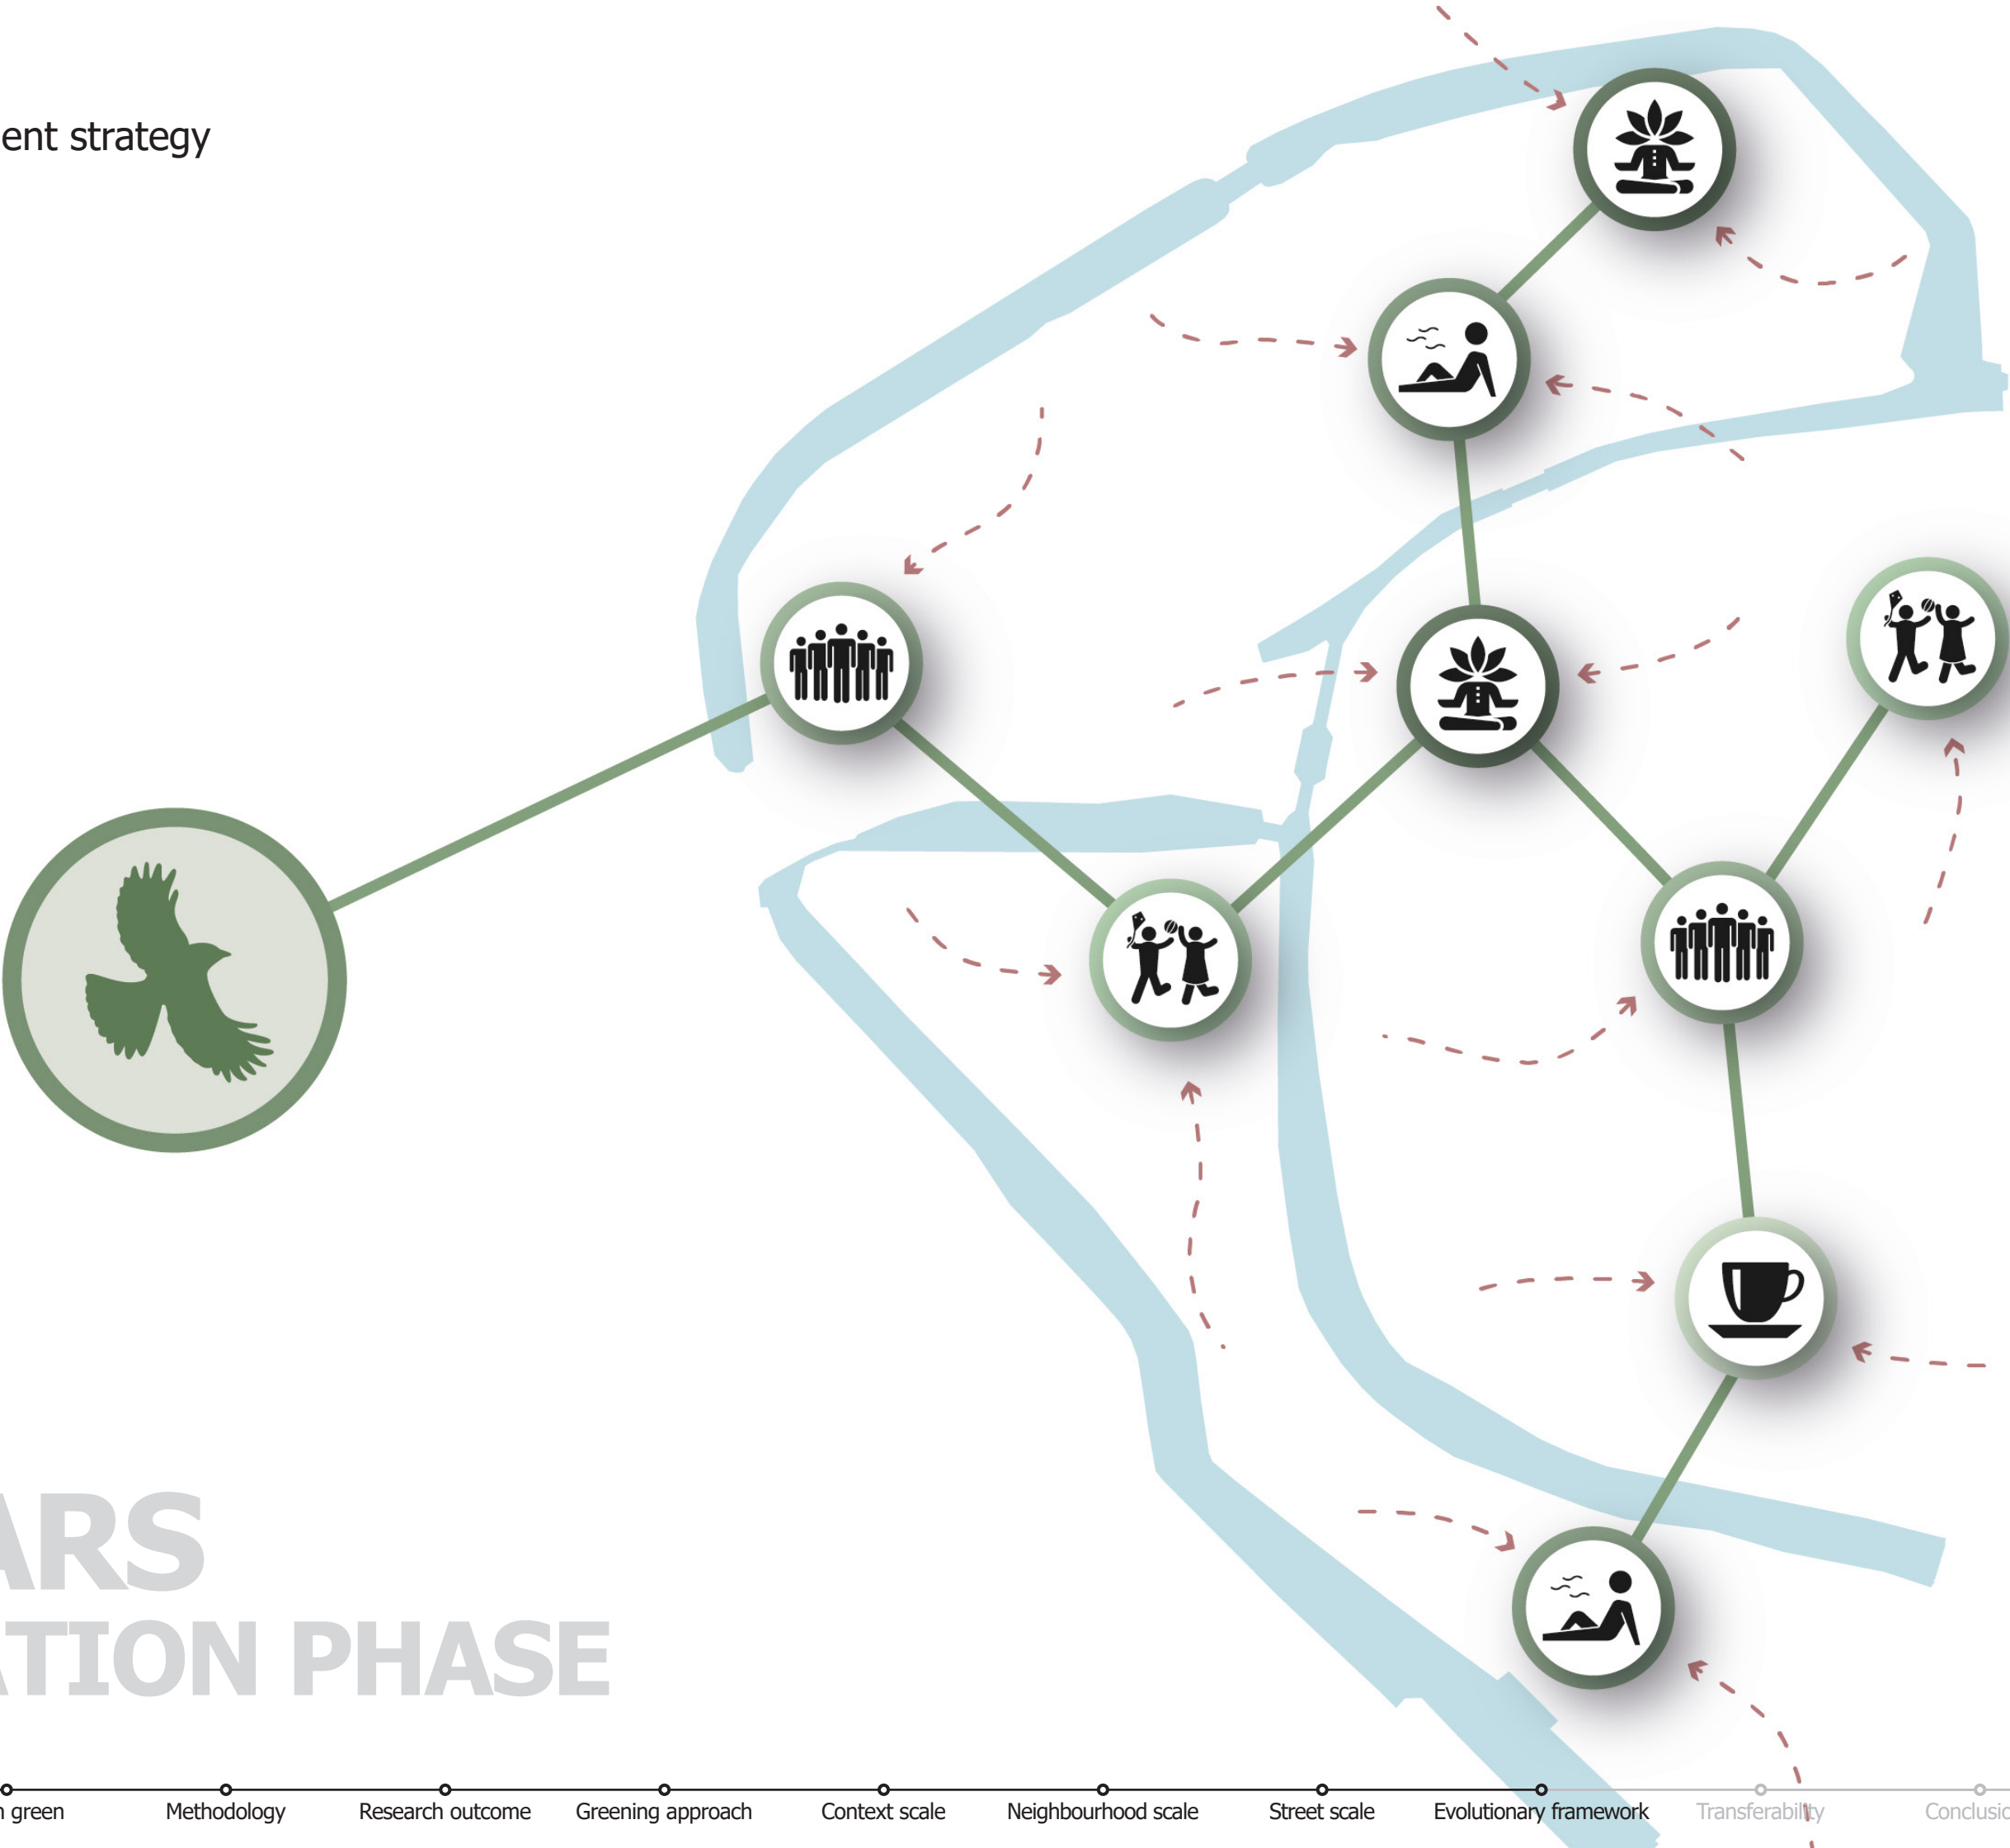 ent strategy
ARS
ATION PHASE
n green
Methodology
Research outcome
Greening approach
Context scale
Neighbourhood scale
Street scale
Evolutionary framework
Transferability
Conclusio